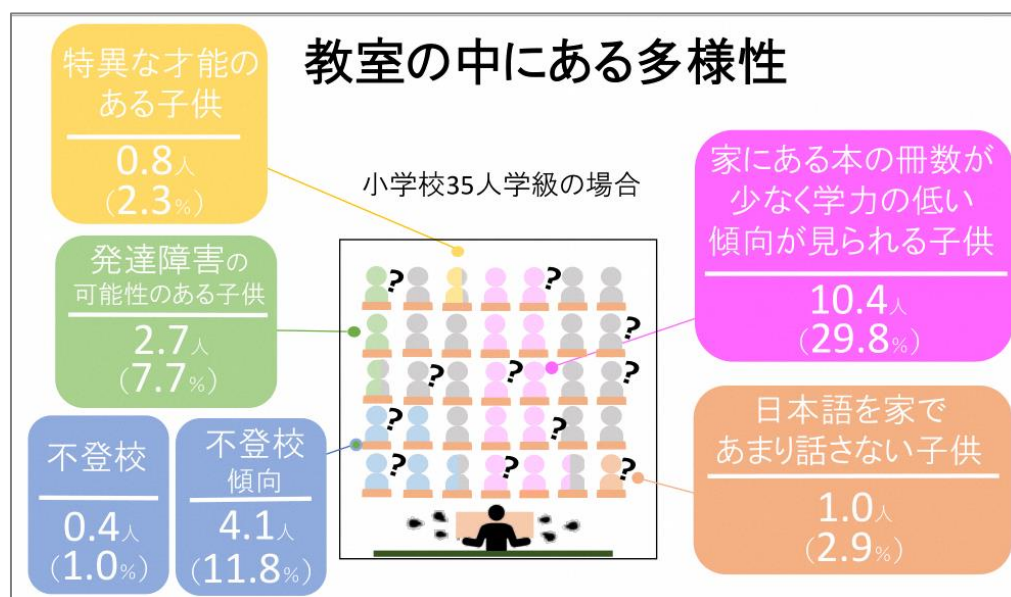 教室の中にある多様性
小学校35人学級の場合
特異な才能の
ある子供
0.8人
(2.3%)
発達障害の
可能性のある子供
2.7人
(7.7%)
不登校
0.4人
(1.0%)
不登校
傾向
4.1人
(11.8%)
家にある本の冊数が
少なく学力の低い
傾向が見られる子供
10.4人
(29.8%)
日本語を家で
あまり話さない子供
1.0人
(2.9%)
? ?
?
? ? ?
? ?
? ? ?